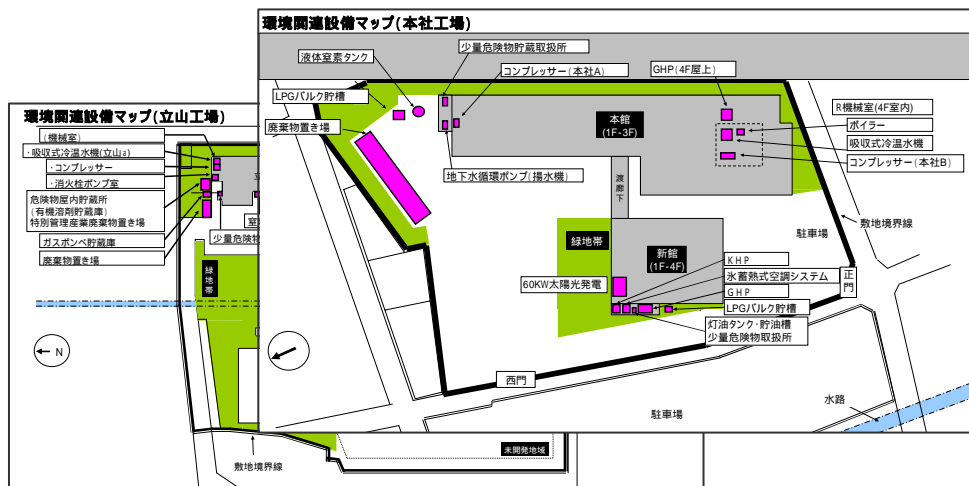 環境関連設備マップ(本社工場)
少量危険物貯蔵取扱所
液体窒素タンク
コンプレッサー(本社A)
GHP(4F屋上)
LPGバルク貯槽
廃棄物置き場
本館
(1F-3F)
R機械室(4F室内)
ボイラー
吸収式冷温水機
コンプレッサー(本社B)
地下水循環ポンプ(揚水機)
渡廊下
敷地境界線
駐車場
緑地帯
新館
(1F-4F)
KHP
氷蓄熱式空調システム
GHP
LPGバルク貯槽
60KW太陽光発電
灯油タンク・貯油槽
少量危険物取扱所
正門
西門
駐車場
水路
環境関連設備マップ(立山工場)
(機械室)
・吸収式冷温水機(立山a)
・コンプレッサー
・消火栓ポンプ室
危険物屋内貯蔵所
(有機溶剤貯蔵庫)
特別管理産業廃棄物置き場
ガスボンベ貯蔵庫
廃棄物置き場
少量危険物
緑地帯
N
敷地境界線
未開発地域